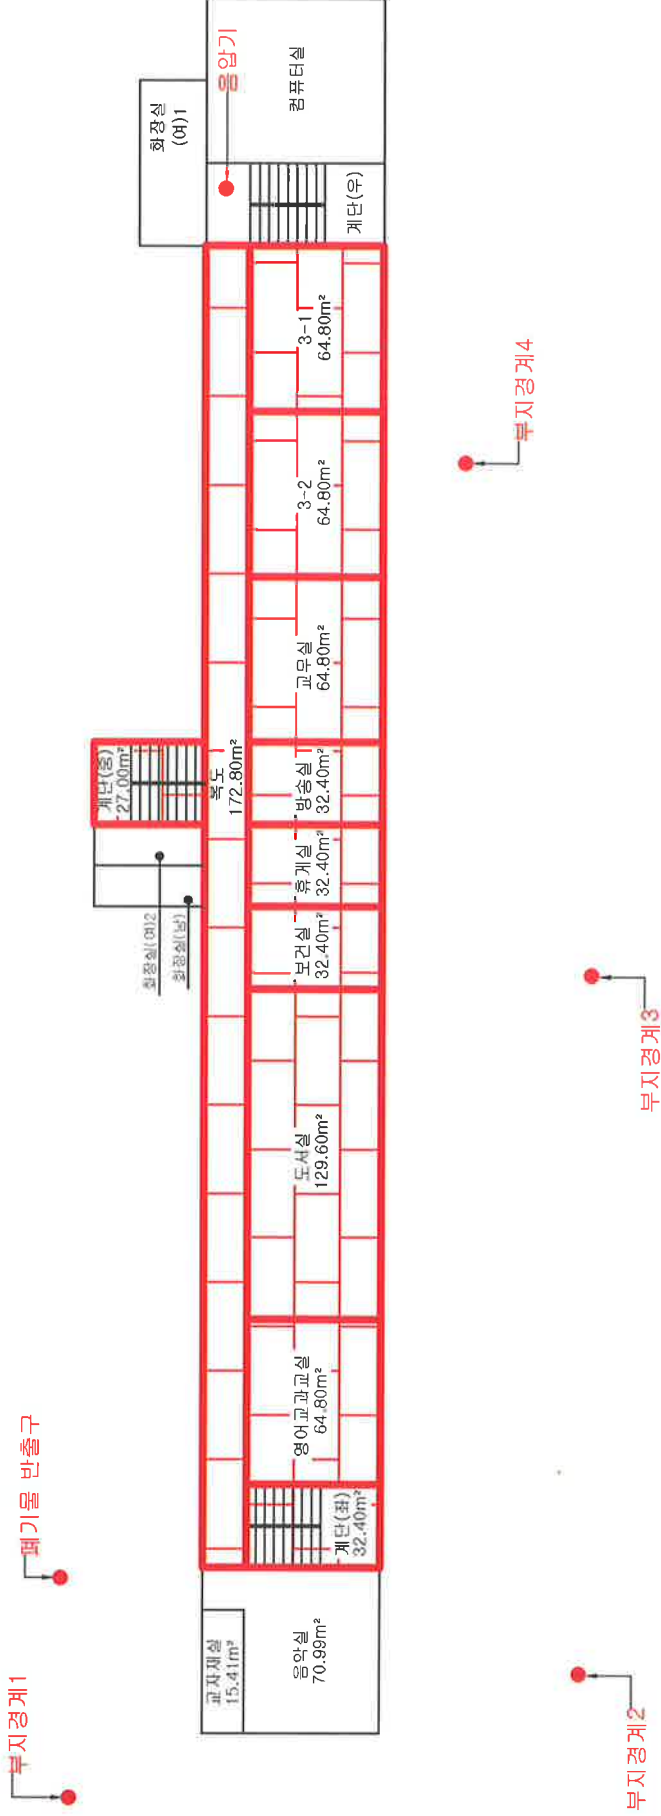 부지경계1
폐기물 반출구
교자재실
15.41m²
음악실
70.99m²
계단(좌)
32.40m²
영어교과교실
64.80m²
도서실
129.60m²
보건실
32.40m²
휴게실
32.40m²
방송실
32.40m²
교무실
64.80m²
3-2
64.80m²
3-1
64.80m²
복도
172.80m²
화장실(여)2
화장실(남)
계단(중)
27.00m²
화장실
(여)1
음압기
컴퓨터실
계단(우)
부지경계2
부지경계3
부지경계4